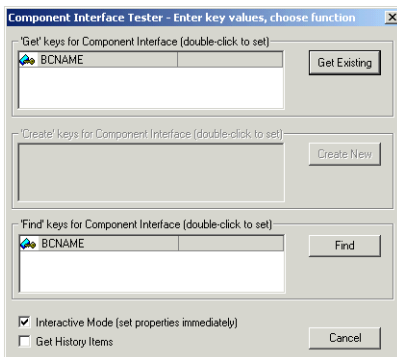 Component Interface Tester - Enter key values, choose function
'Get' keys for Component Interface (double-click to set)
BCNAME
Get Existing
'Create' keys for Component Interface (double-click to set)
Create New
'Find' keys for Component Interface (double-click to set)
BCNAME
Find
Interactive Mode (set properties immediately)
Get History Items
Cancel